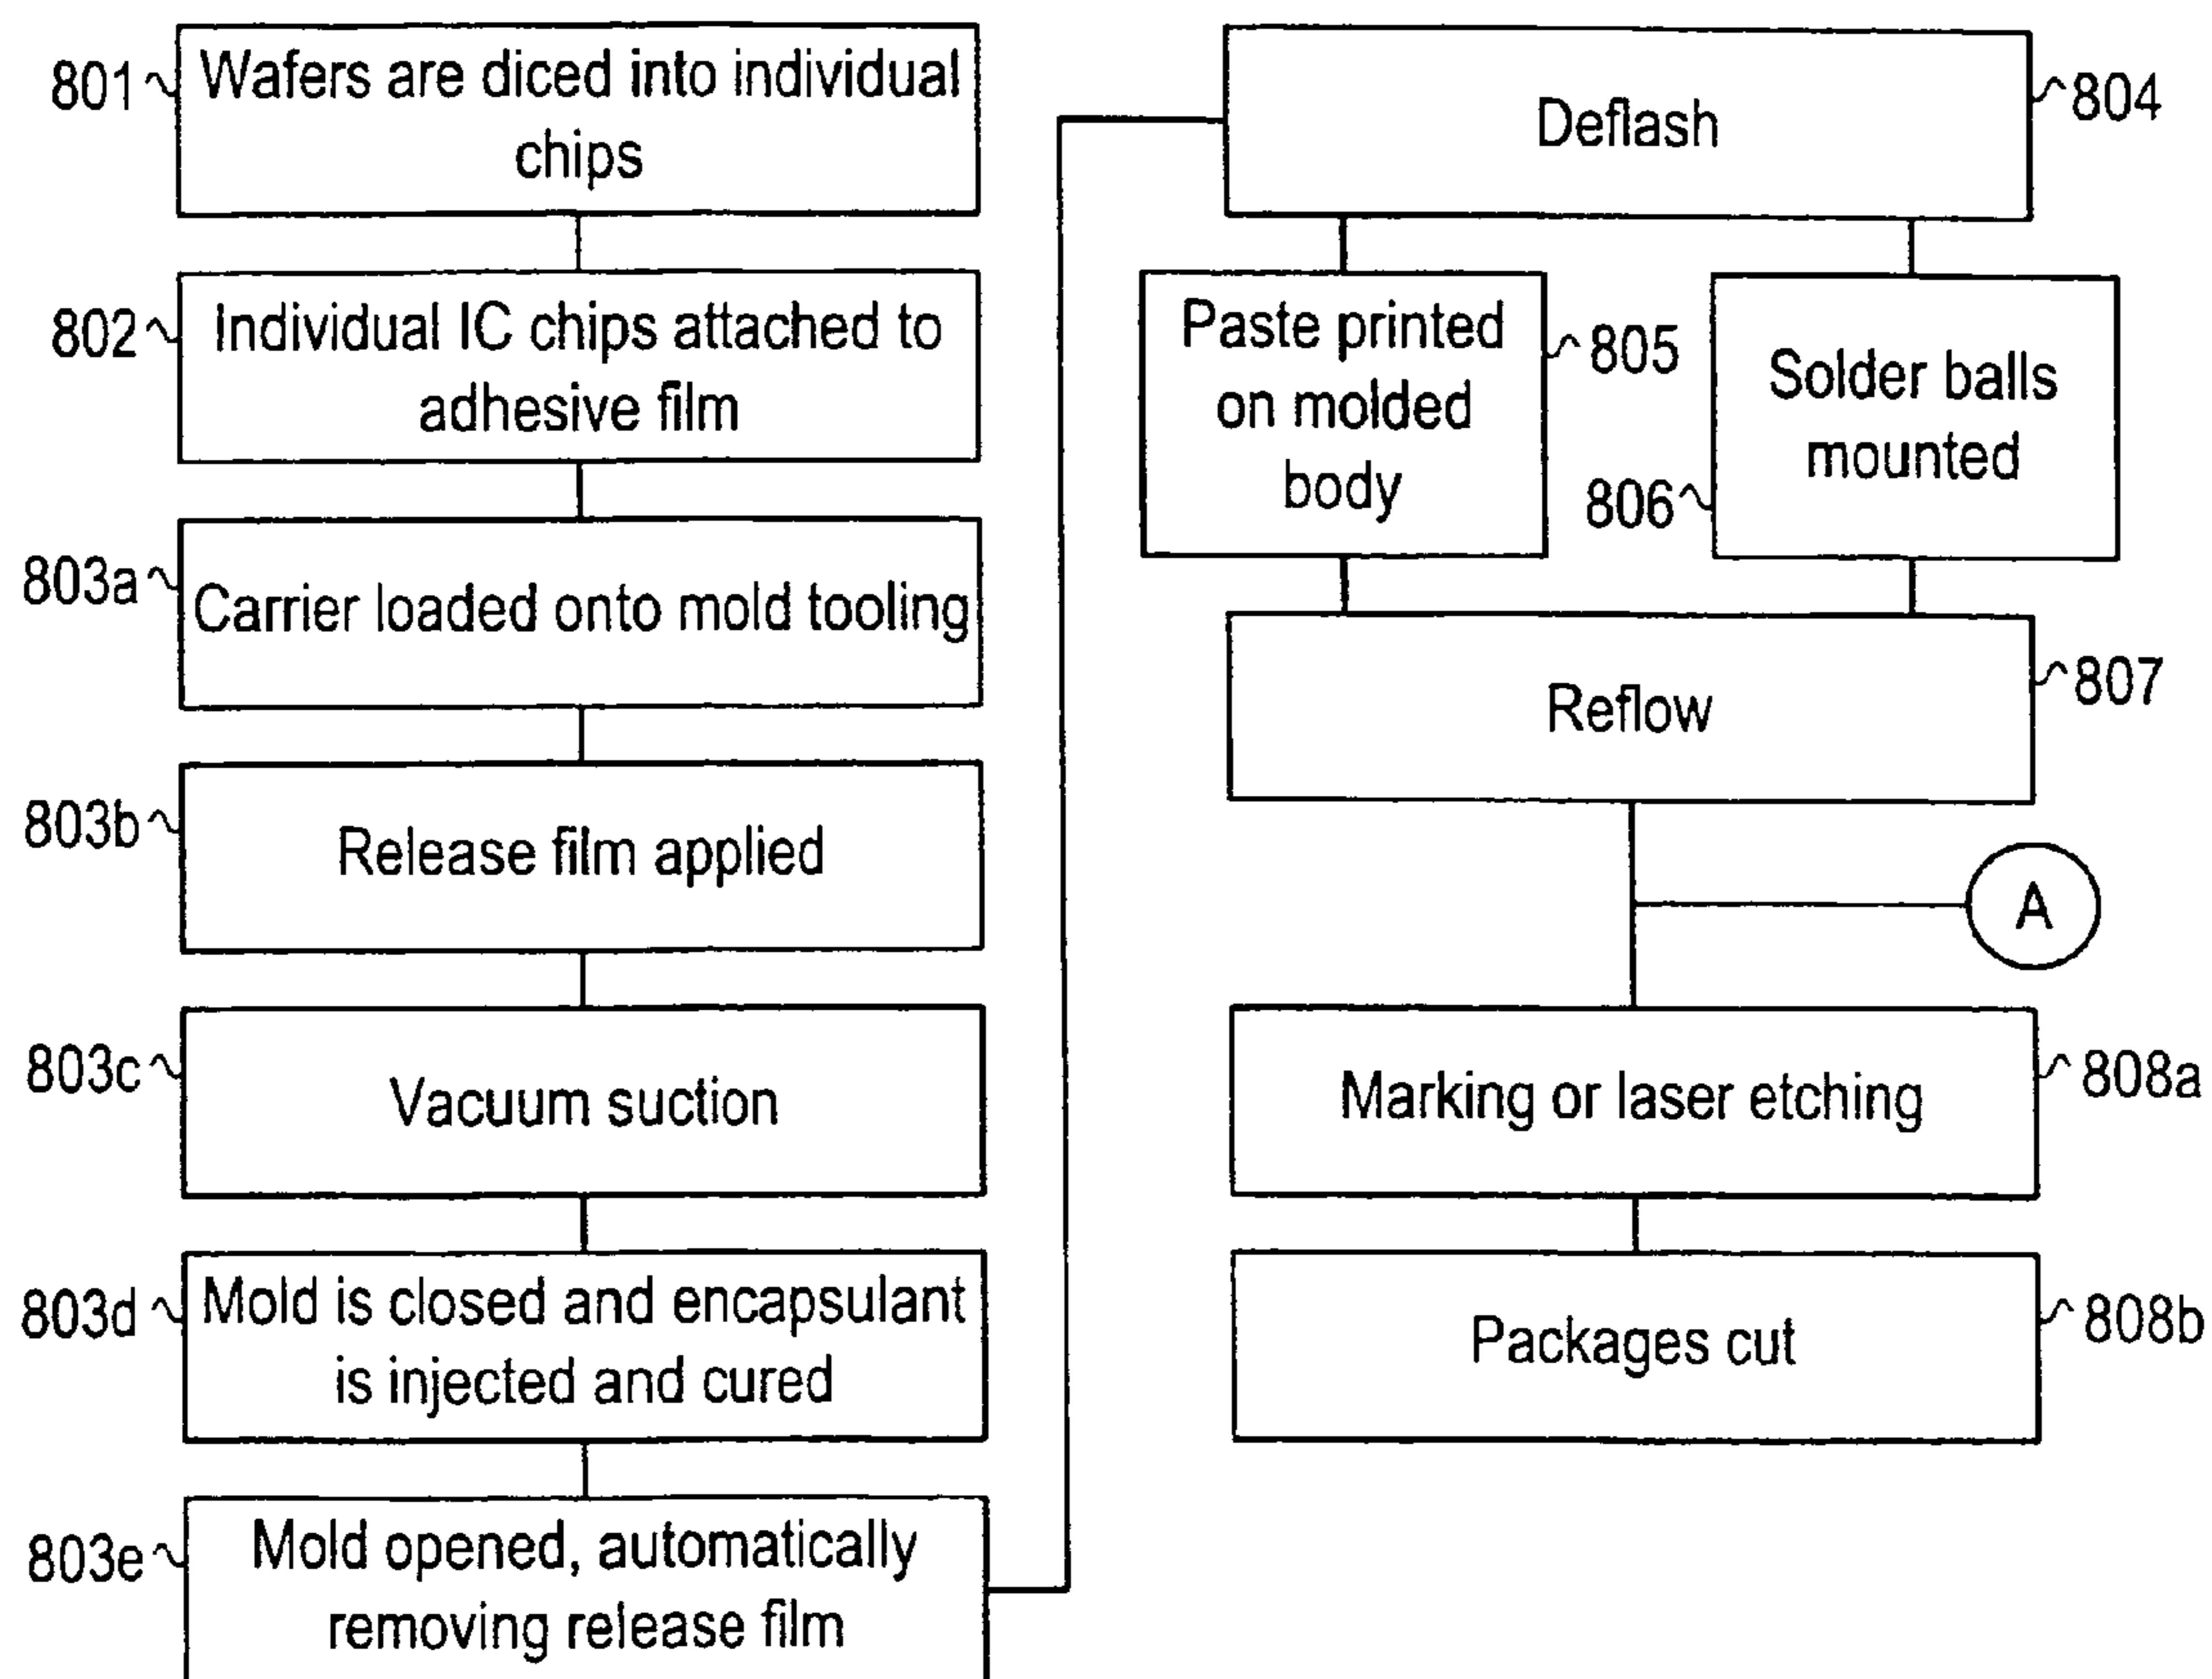 801
Wafers are diced into individual
chips
802
Individual IC chips attached to
adhesive film
803a
Carrier loaded onto mold tooling
803b
Release film applied
803c
Vacuum suction
803d
Mold is closed and encapsulant
is injected and cured
803e
Mold opened, automatically
removing release film
Deflash
804
Paste printed
on molded
body
805
Solder balls
mounted
806
Reflow
807
A
Marking or laser etching
808a
Packages cut
808b